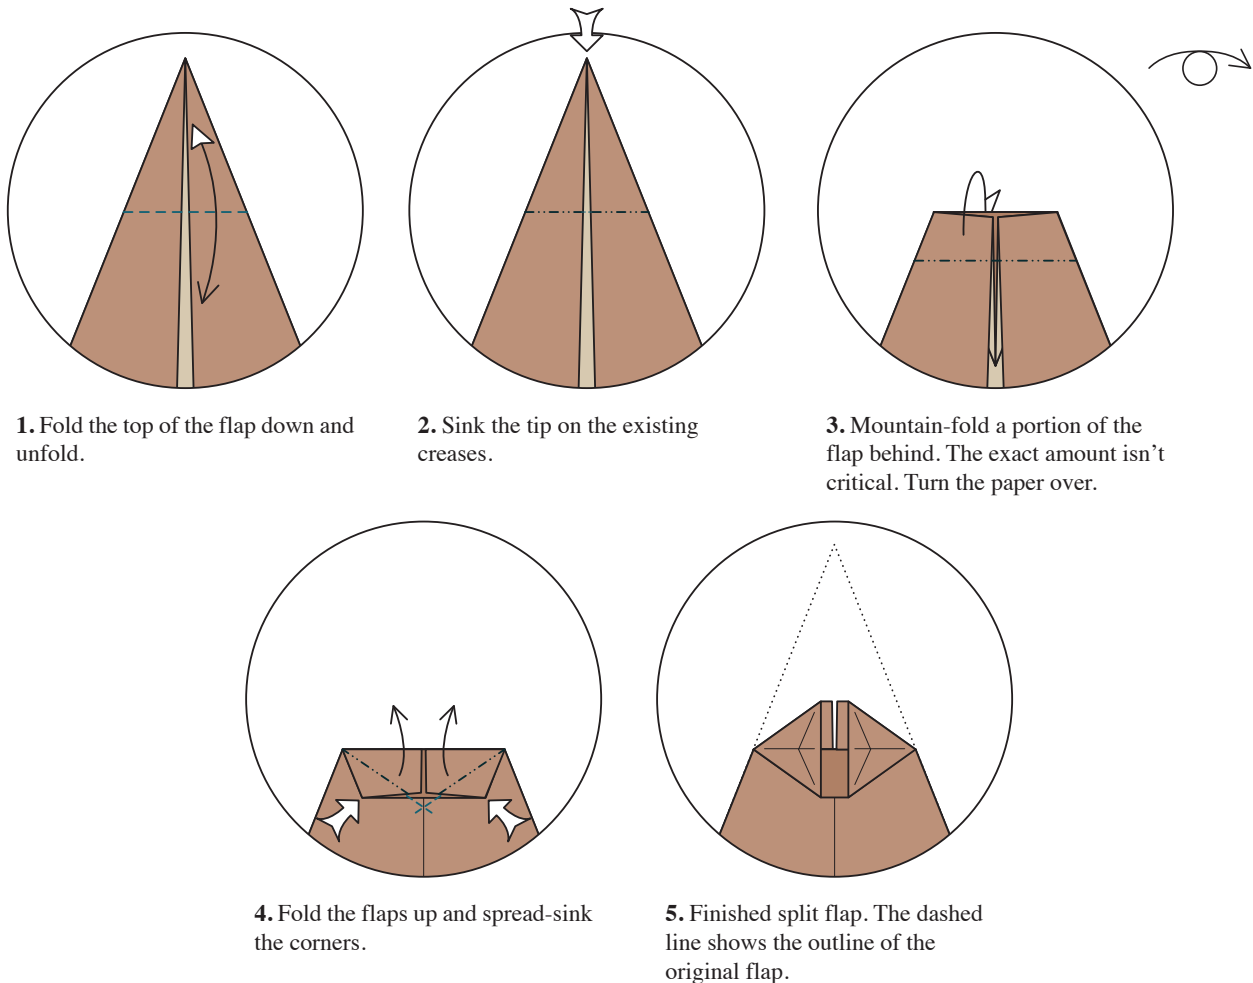 1. Fold the top of the flap down and
unfold.
2. Sink the tip on the existing
creases.
3. Mountain-fold a portion of the
flap behind. The exact amount isn’t
critical. Turn the paper over.
4. Fold the flaps up and spread-sink
the corners.
5. Finished split flap. The dashed
line shows the outline of the
original flap.